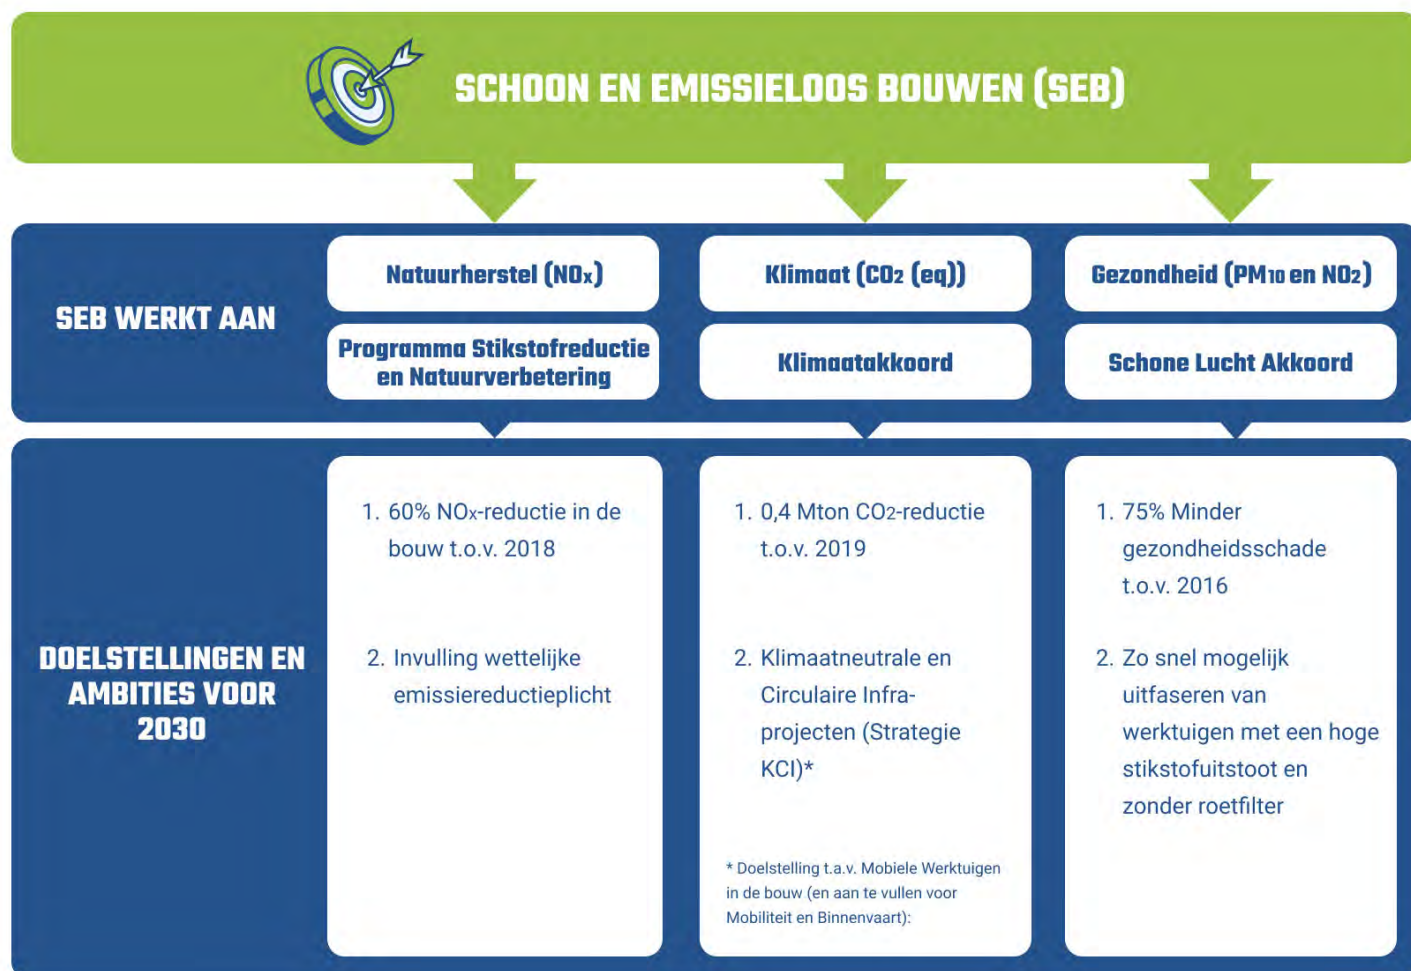 SCHOON EN EMISSIELOOS BOUWEN (SEB)
SEB WERKT AAN
Natuurherstel (NOx)
Programma Stikstofreductie
en Natuurverbetering
Klimaat (CO2 (eq))
Klimaatakkoord
Gezondheid (PM10 en NO2)
Schone Lucht Akkoord
DOELSTELLINGEN EN
AMBITIES VOOR
2030
1. 60% NOx-reductie in de
bouw t.o.v. 2018
2. Invulling wettelijke
emissiereductieplicht
1. 0,4 Mton CO2-reductie
t.o.v. 2019
2. Klimaatneutrale en
Circulaire Infra-
projecten (Strategie
KCI)*
* Doelstelling t.a.v. Mobiele Werktuigen
in de bouw (en aan te vullen voor
Mobiliteit en Binnenvaart):
1. 75% Minder
gezondheidsschade
t.o.v. 2016
2. Zo snel mogelijk
uitfaseren van
werktuigen met een hoge
stikstofuitstoot en
zonder roetfilter